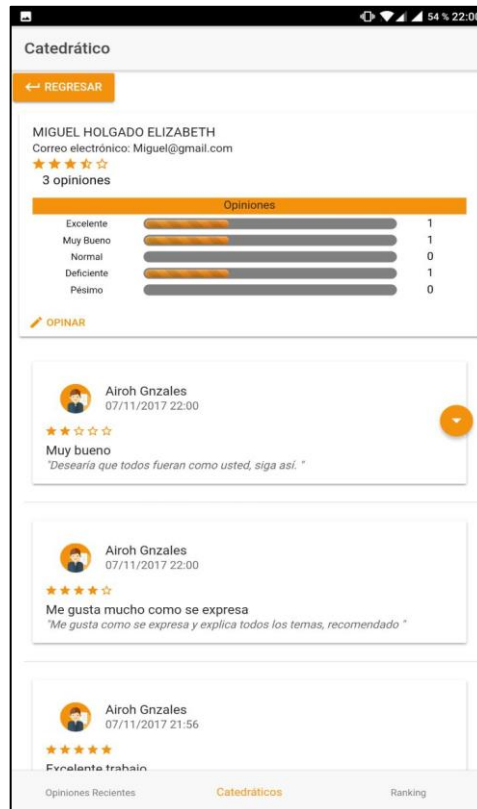 54 % 22:00
Catedrático
REGRESAR
MIGUEL HOLGADO ELIZABETH
Correo electrónico: Miguel@gmail.com
3 opiniones
Opiniones
Excelente 1
Muy Bueno 1
Normal 0
Deficiente 1
Pésimo 0
OPINAR
Airoh Gnzales
07/11/2017 22:00
Muy bueno
"Desearía que todos fueran como usted, siga así. "
Airoh Gnzales
07/11/2017 22:00
Me gusta mucho como se expresa
"Me gusta como se expresa y explica todos los temas, recomendado "
Airoh Gnzales
07/11/2017 21:56
Excelente trabajo
Opiniones Recientes Catedráticos Ranking